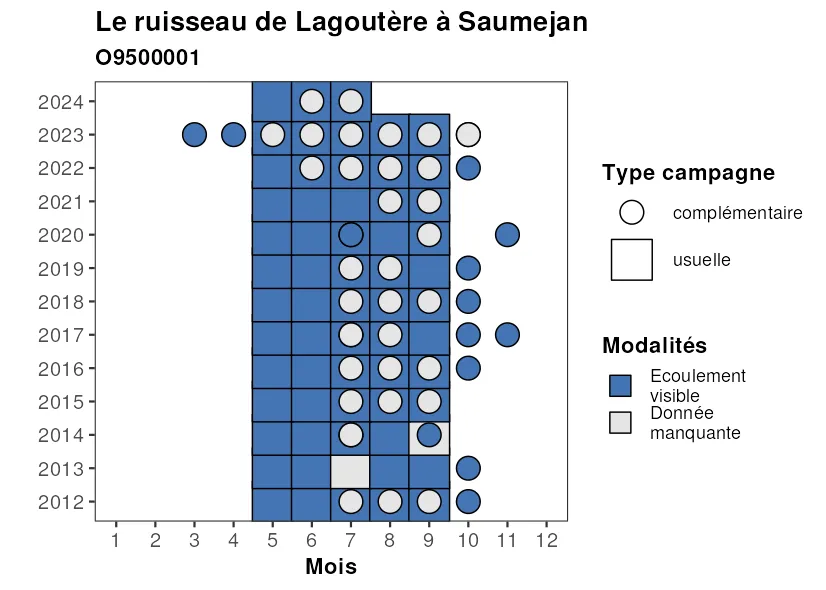 Le ruisseau de Lagoutère à Saumejan
O9500001
2024
2023
2022
2021
2020
2019
2018
2017
2016
2015
2014
2013
2012
1 2 3 4 5 6 7 8 9 10 11 12
Mois
Type campagne
complémentaire
usuelle
Modalités
Ecoulement
visible
Donnée
manquante